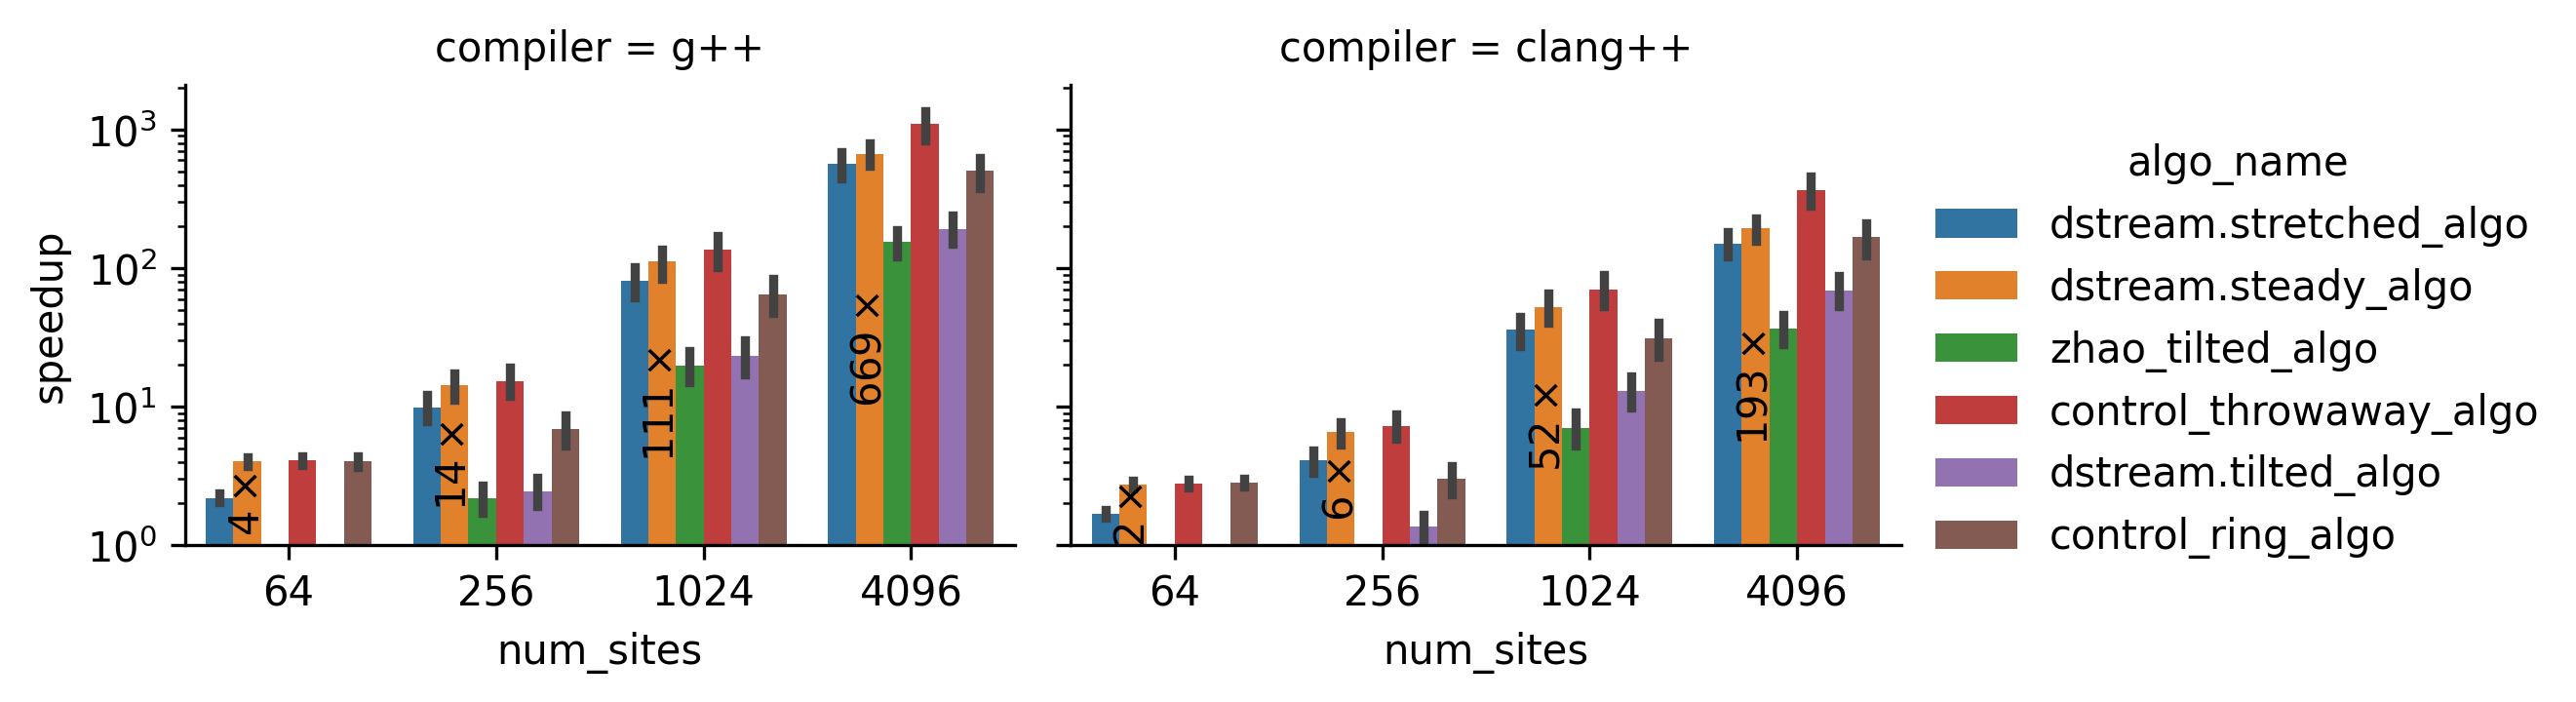 compiler = g++
compiler = clang++
speedup
10³
10²
10¹
10⁰
4 ×
14 ×
111 ×
669 ×
64
256
1024
4096
num_sites
2 ×
6 ×
52 ×
193 ×
64
256
1024
4096
num_sites
algo_name
dstream.stretched_algo
dstream.steady_algo
zhao_tilted_algo
control_throwaway_algo
dstream.tilted_algo
control_ring_algo